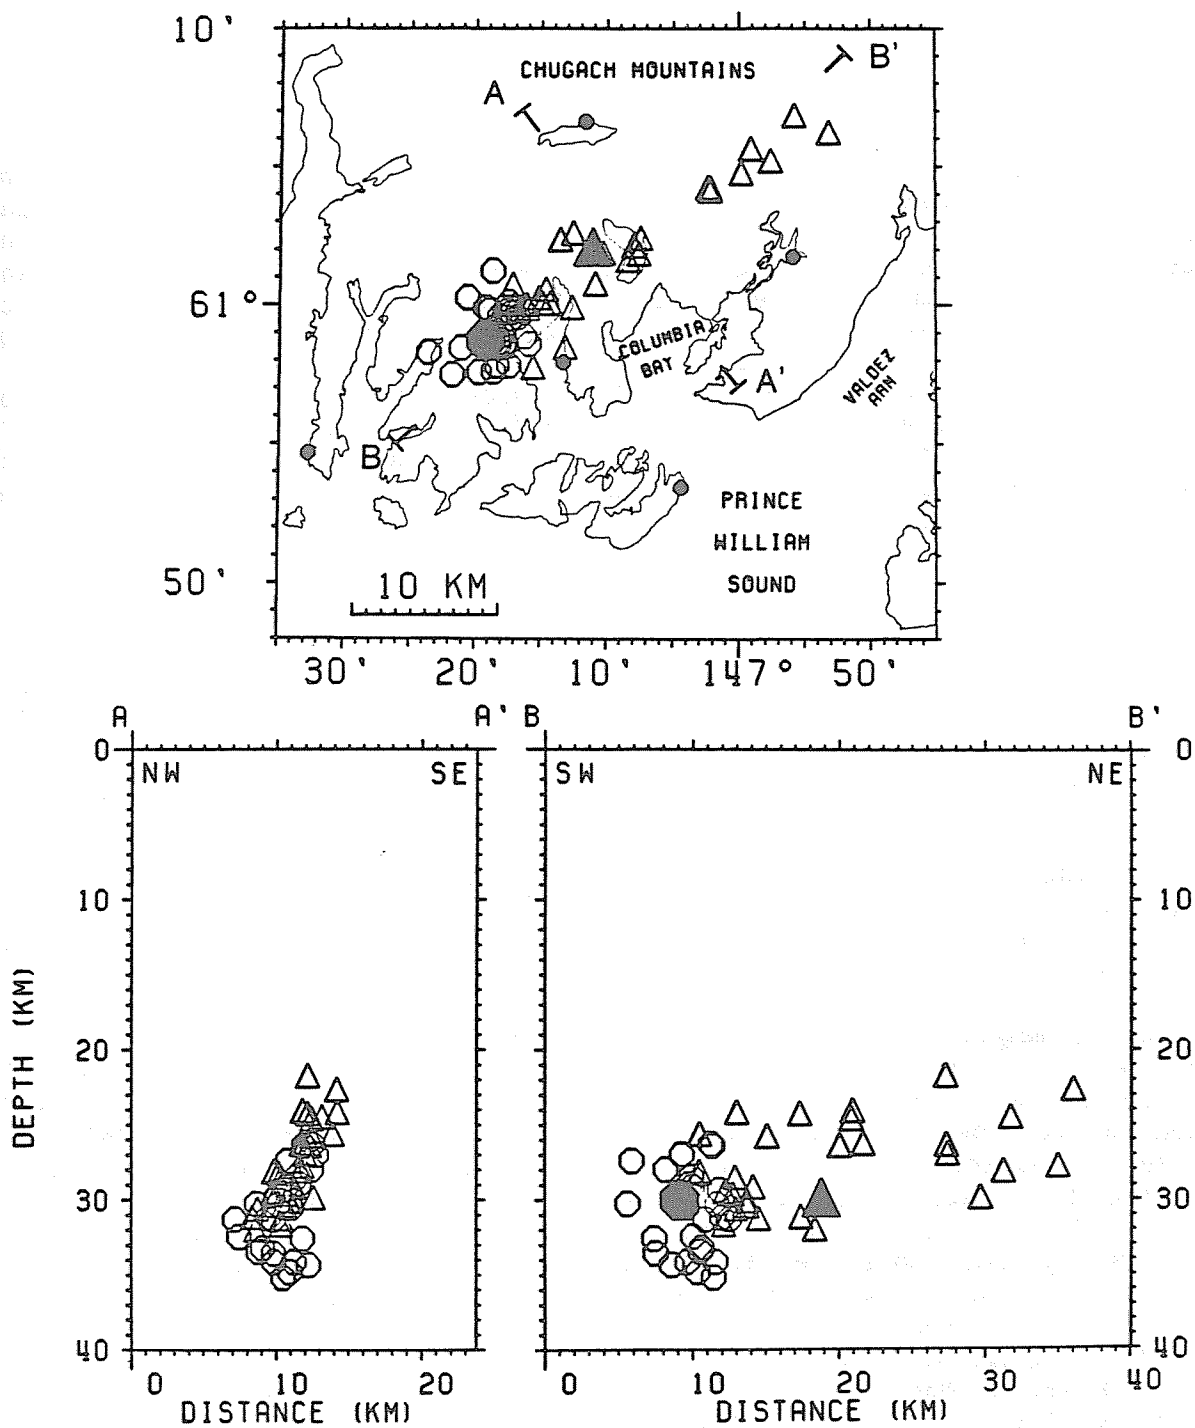 10'
CHUGACH MOUNTAINS
B'
A
61°
COLUMBIA
BAY
A'
VALDEZ
ARM
B
PRINCE
WILLIAM
SOUND
50'
10 KM
30' 20' 10' 147° 50'
A A' B B'
0 0
NW SE SW NE
10 10
20 20
30 30
40 40
DEPTH (KM)
0 10 20 0 10 20 30 40
DISTANCE (KM) DISTANCE (KM)